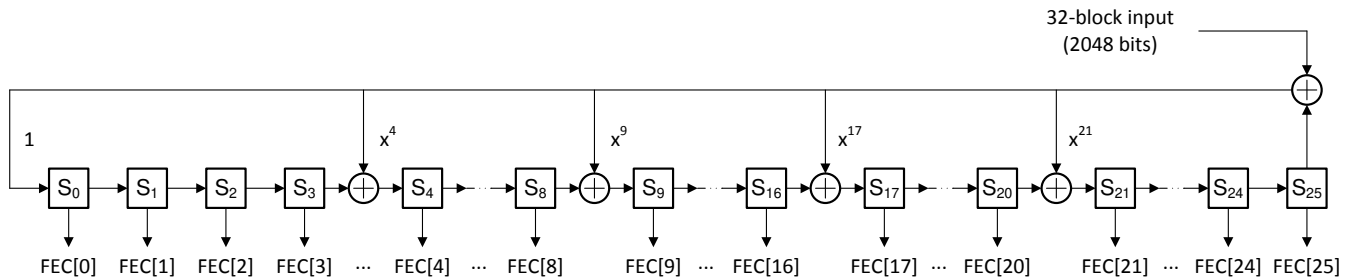 32-block input
(2048 bits)
1 x⁴ x⁹ x¹⁷ x²¹
S₀ S₁ S₂ S₃ S₄ ... S₈ S₉ ... S₁₆ S₁₇ ... S₂₀ S₂₁ ... S₂₄ S₂₅
FEC[0] FEC[1] FEC[2] FEC[3] ... FEC[4] ... FEC[8] FEC[9] ... FEC[16] FEC[17] ... FEC[20] FEC[21] ... FEC[24] FEC[25]